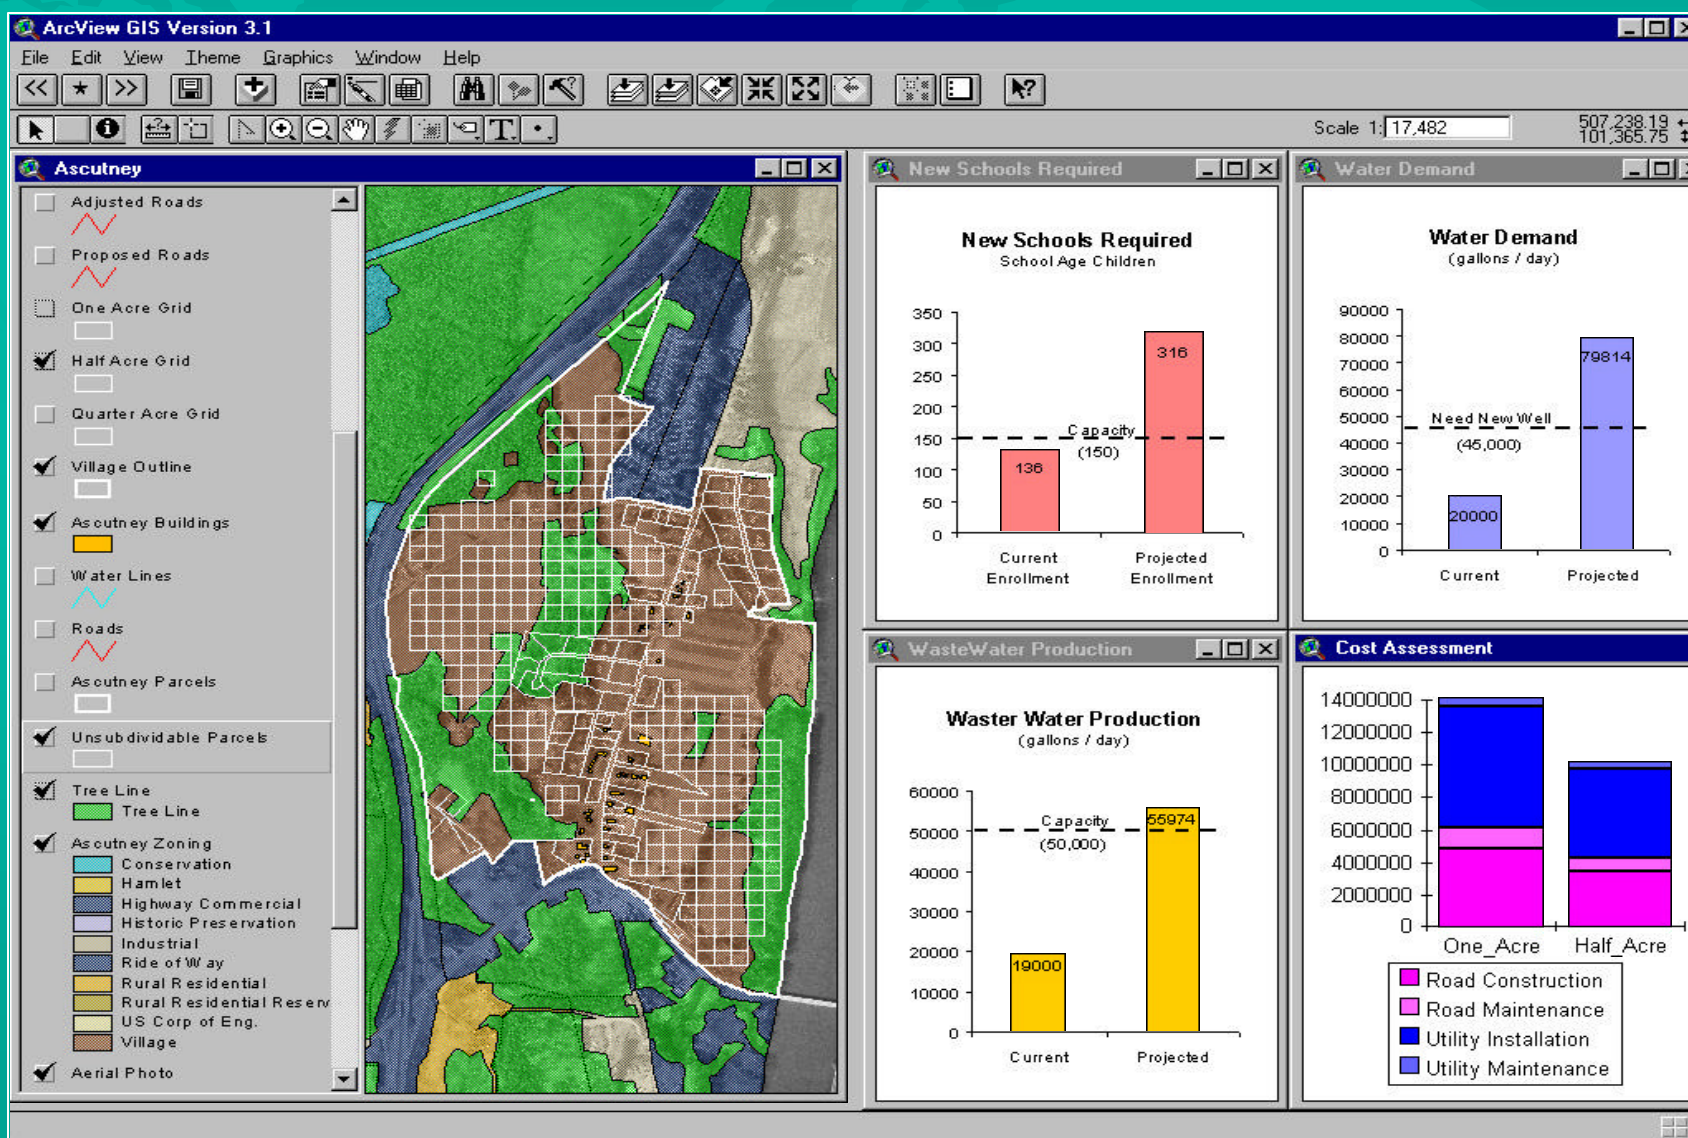 ArcView GIS Version 3.1
File Edit View Theme Graphics Window Help
Scale 1: 17,482
507,238.19
101,365.75
Ascutney
Adjusted Roads
Proposed Roads
One Acre Grid
Half Acre Grid
Quarter Acre Grid
Village Outline
Ascutney Buildings
Water Lines
Roads
Ascutney Parcels
Unsubdividable Parcels
Tree Line
Tree Line
Ascutney Zoning
Conservation
Hamlet
Highway Commercial
Historic Preservation
Industrial
Ride of Way
Rural Residential
Rural Residential Reserv
US Corp of Eng.
Village
Aerial Photo
New Schools Required
New Schools Required
School Age Children
350
300
250
200
150
100
50
0
Capacity
(150)
136
316
Current Enrollment
Projected Enrollment
Water Demand
Water Demand
(gallons / day)
90000
80000
70000
60000
50000
40000
30000
20000
10000
0
Need New Well
(45,000)
20000
79814
Current
Projected
WasteWater Production
Waster Water Production
(gallons / day)
60000
50000
40000
30000
20000
10000
0
Capacity
(50,000)
19000
55974
Current
Projected
Cost Assessment
14000000
12000000
10000000
8000000
6000000
4000000
2000000
0
One_Acre
Half_Acre
Road Construction
Road Maintenance
Utility Installation
Utility Maintenance